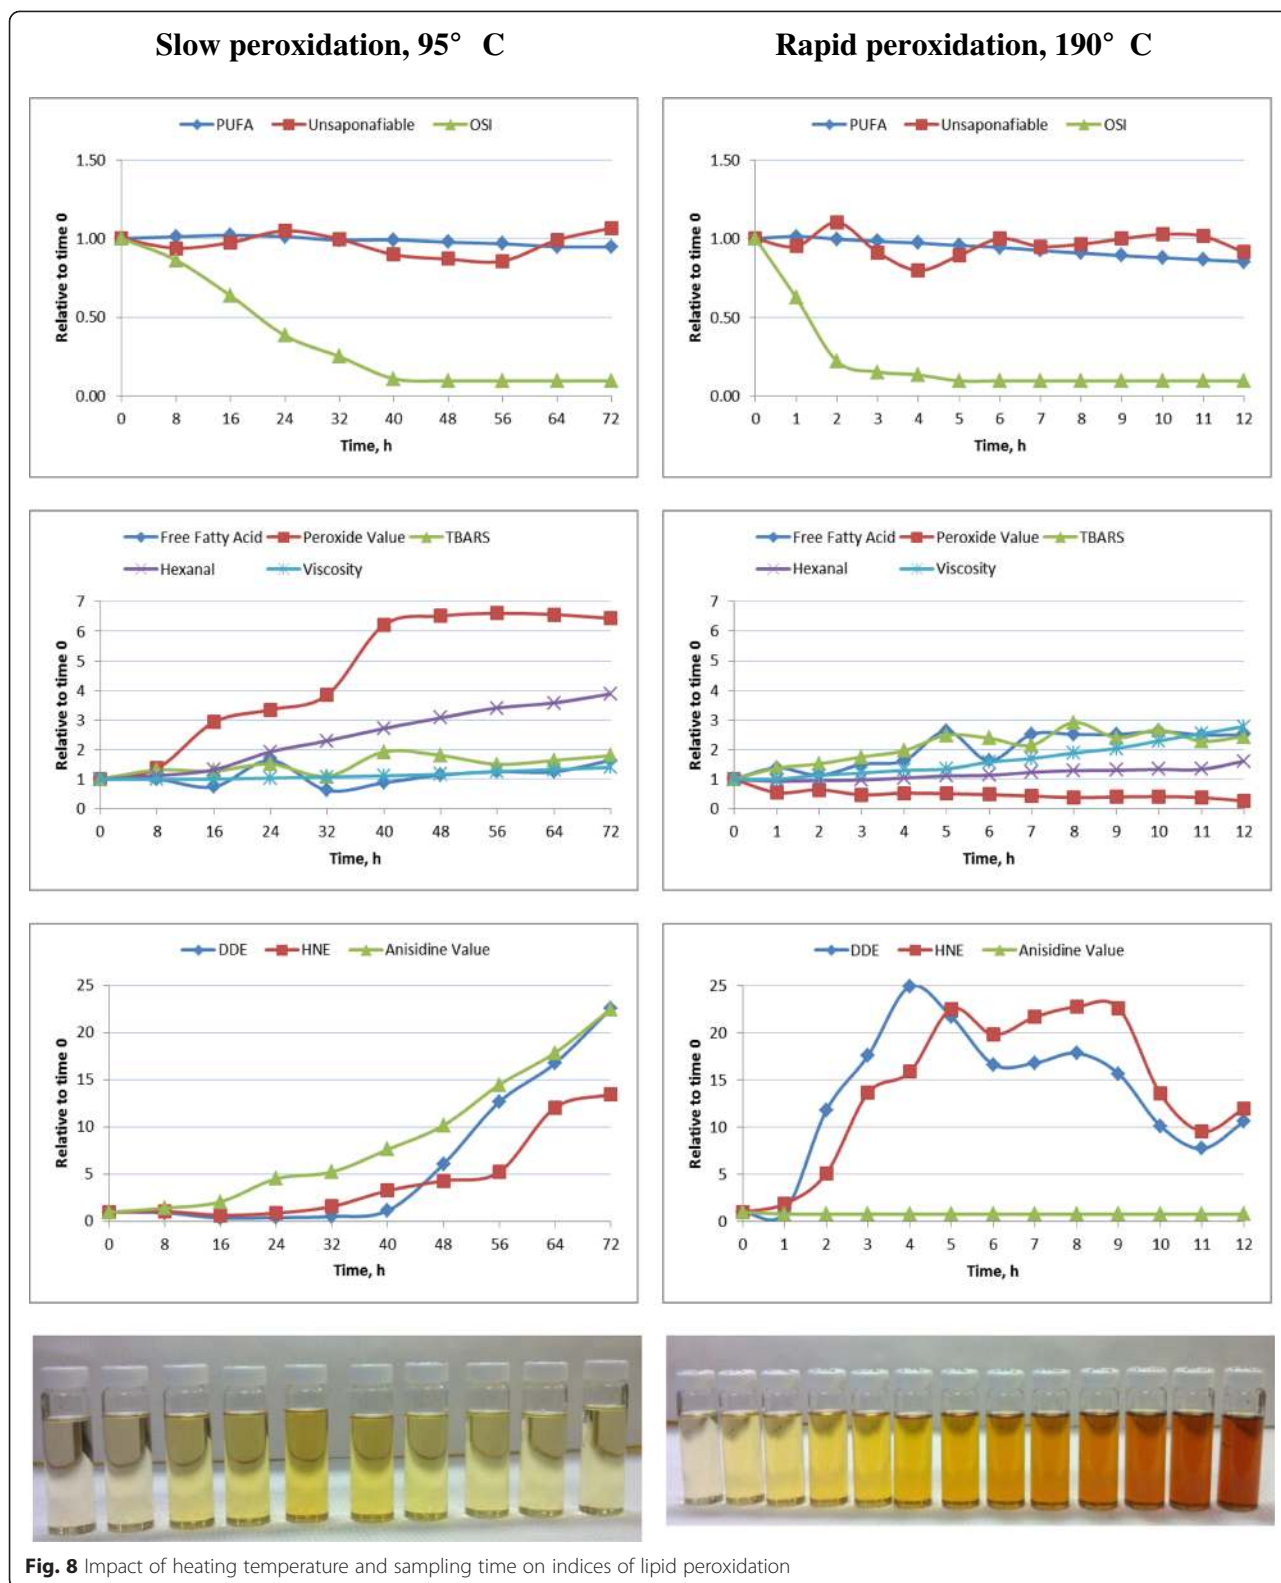 Slow peroxidation, 95° C
Rapid peroxidation, 190° C
PUFA Unsaponafiable OSI
1.50
1.00
0.50
0.00
Relative to time 0
0 8 16 24 32 40 48 56 64 72
Time, h
PUFA Unsaponafiable OSI
1.50
1.00
0.50
0.00
Relative to time 0
0 1 2 3 4 5 6 7 8 9 10 11 12
Time, h
Free Fatty Acid Peroxide Value TBARS
Hexanal Viscosity
7
6
5
4
3
2
1
0
Relative to time 0
0 8 16 24 32 40 48 56 64 72
Time, h
Free Fatty Acid Peroxide Value TBARS
Hexanal Viscosity
7
6
5
4
3
2
1
0
Relative to time 0
0 1 2 3 4 5 6 7 8 9 10 11 12
Time, h
DDE HNE Anisidine Value
25
20
15
10
5
0
Relative to time 0
0 8 16 24 32 40 48 56 64 72
Time, h
DDE HNE Anisidine Value
25
20
15
10
5
0
Relative to time 0
0 1 2 3 4 5 6 7 8 9 10 11 12
Time, h
Fig. 8 Impact of heating temperature and sampling time on indices of lipid peroxidation